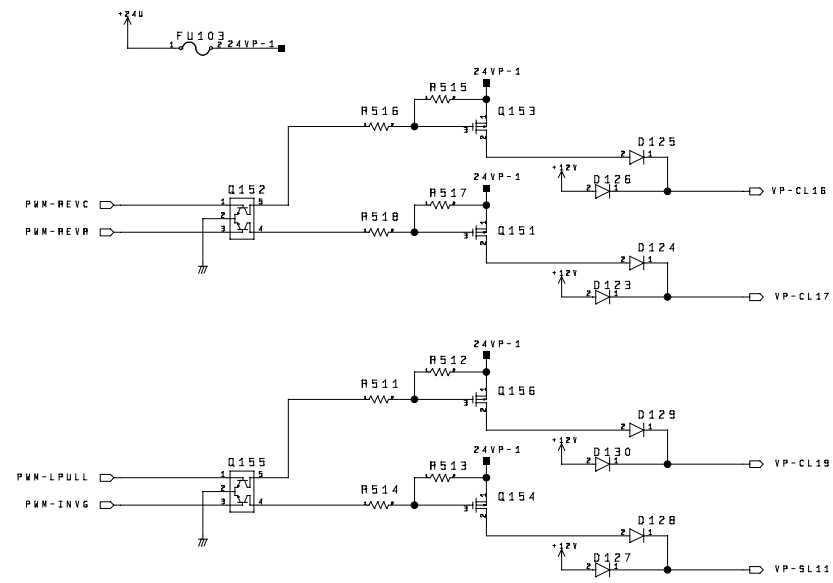 +24U
FU103
1 2 24VP-1
24VP-1
R515
R516
Q153
1
3
2
D125
2 1
+12V
D126
2 1
VP-CL16
24VP-1
Q152
R517
PWM-REVC
1 5
R518
Q151
2
1
PWM-REVR
3 4
3
2
D124
2 1
+12V
D123
2 1
VP-CL17
24VP-1
R512
R511
Q156
1
3
2
D129
2 1
+12V
D130
2 1
VP-CL19
24VP-1
Q155
R513
PWM-LPULL
1 5
R514
Q154
2
1
PWM-INVG
3 4
3
2
D128
2 1
+12V
D127
2 1
VP-SL11